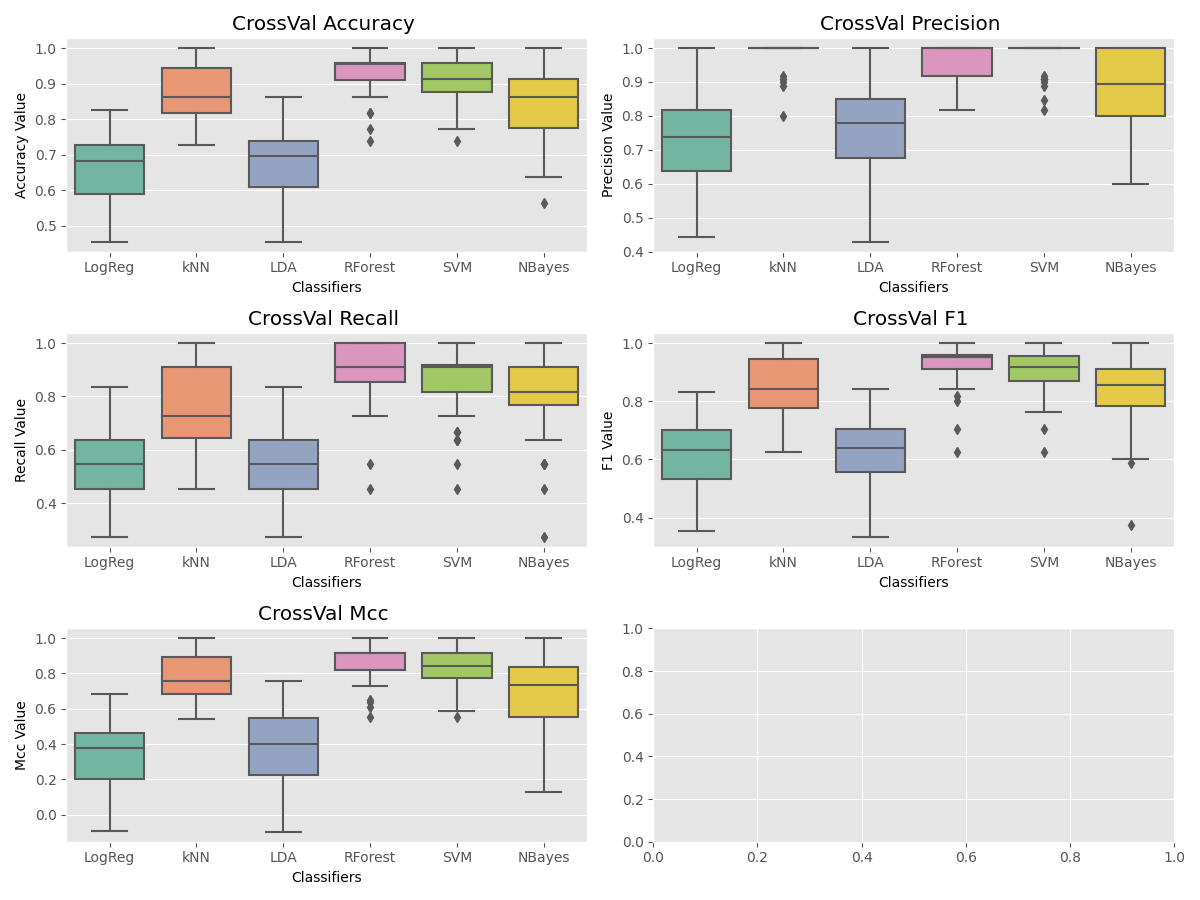 CrossVal Accuracy
Accuracy Value
1.0
0.9
0.8
0.7
0.6
0.5
LogReg kNN LDA RForest SVM NBayes
Classifiers
CrossVal Precision
Precision Value
1.0
0.9
0.8
0.7
0.6
0.5
0.4
LogReg kNN LDA RForest SVM NBayes
Classifiers
CrossVal Recall
Recall Value
1.0
0.8
0.6
0.4
LogReg kNN LDA RForest SVM NBayes
Classifiers
CrossVal F1
F1 Value
1.0
0.8
0.6
0.4
LogReg kNN LDA RForest SVM NBayes
Classifiers
CrossVal Mcc
Mcc Value
1.0
0.8
0.6
0.4
0.2
0.0
LogReg kNN LDA RForest SVM NBayes
Classifiers
1.0
0.8
0.6
0.4
0.2
0.0
0.0 0.2 0.4 0.6 0.8 1.0